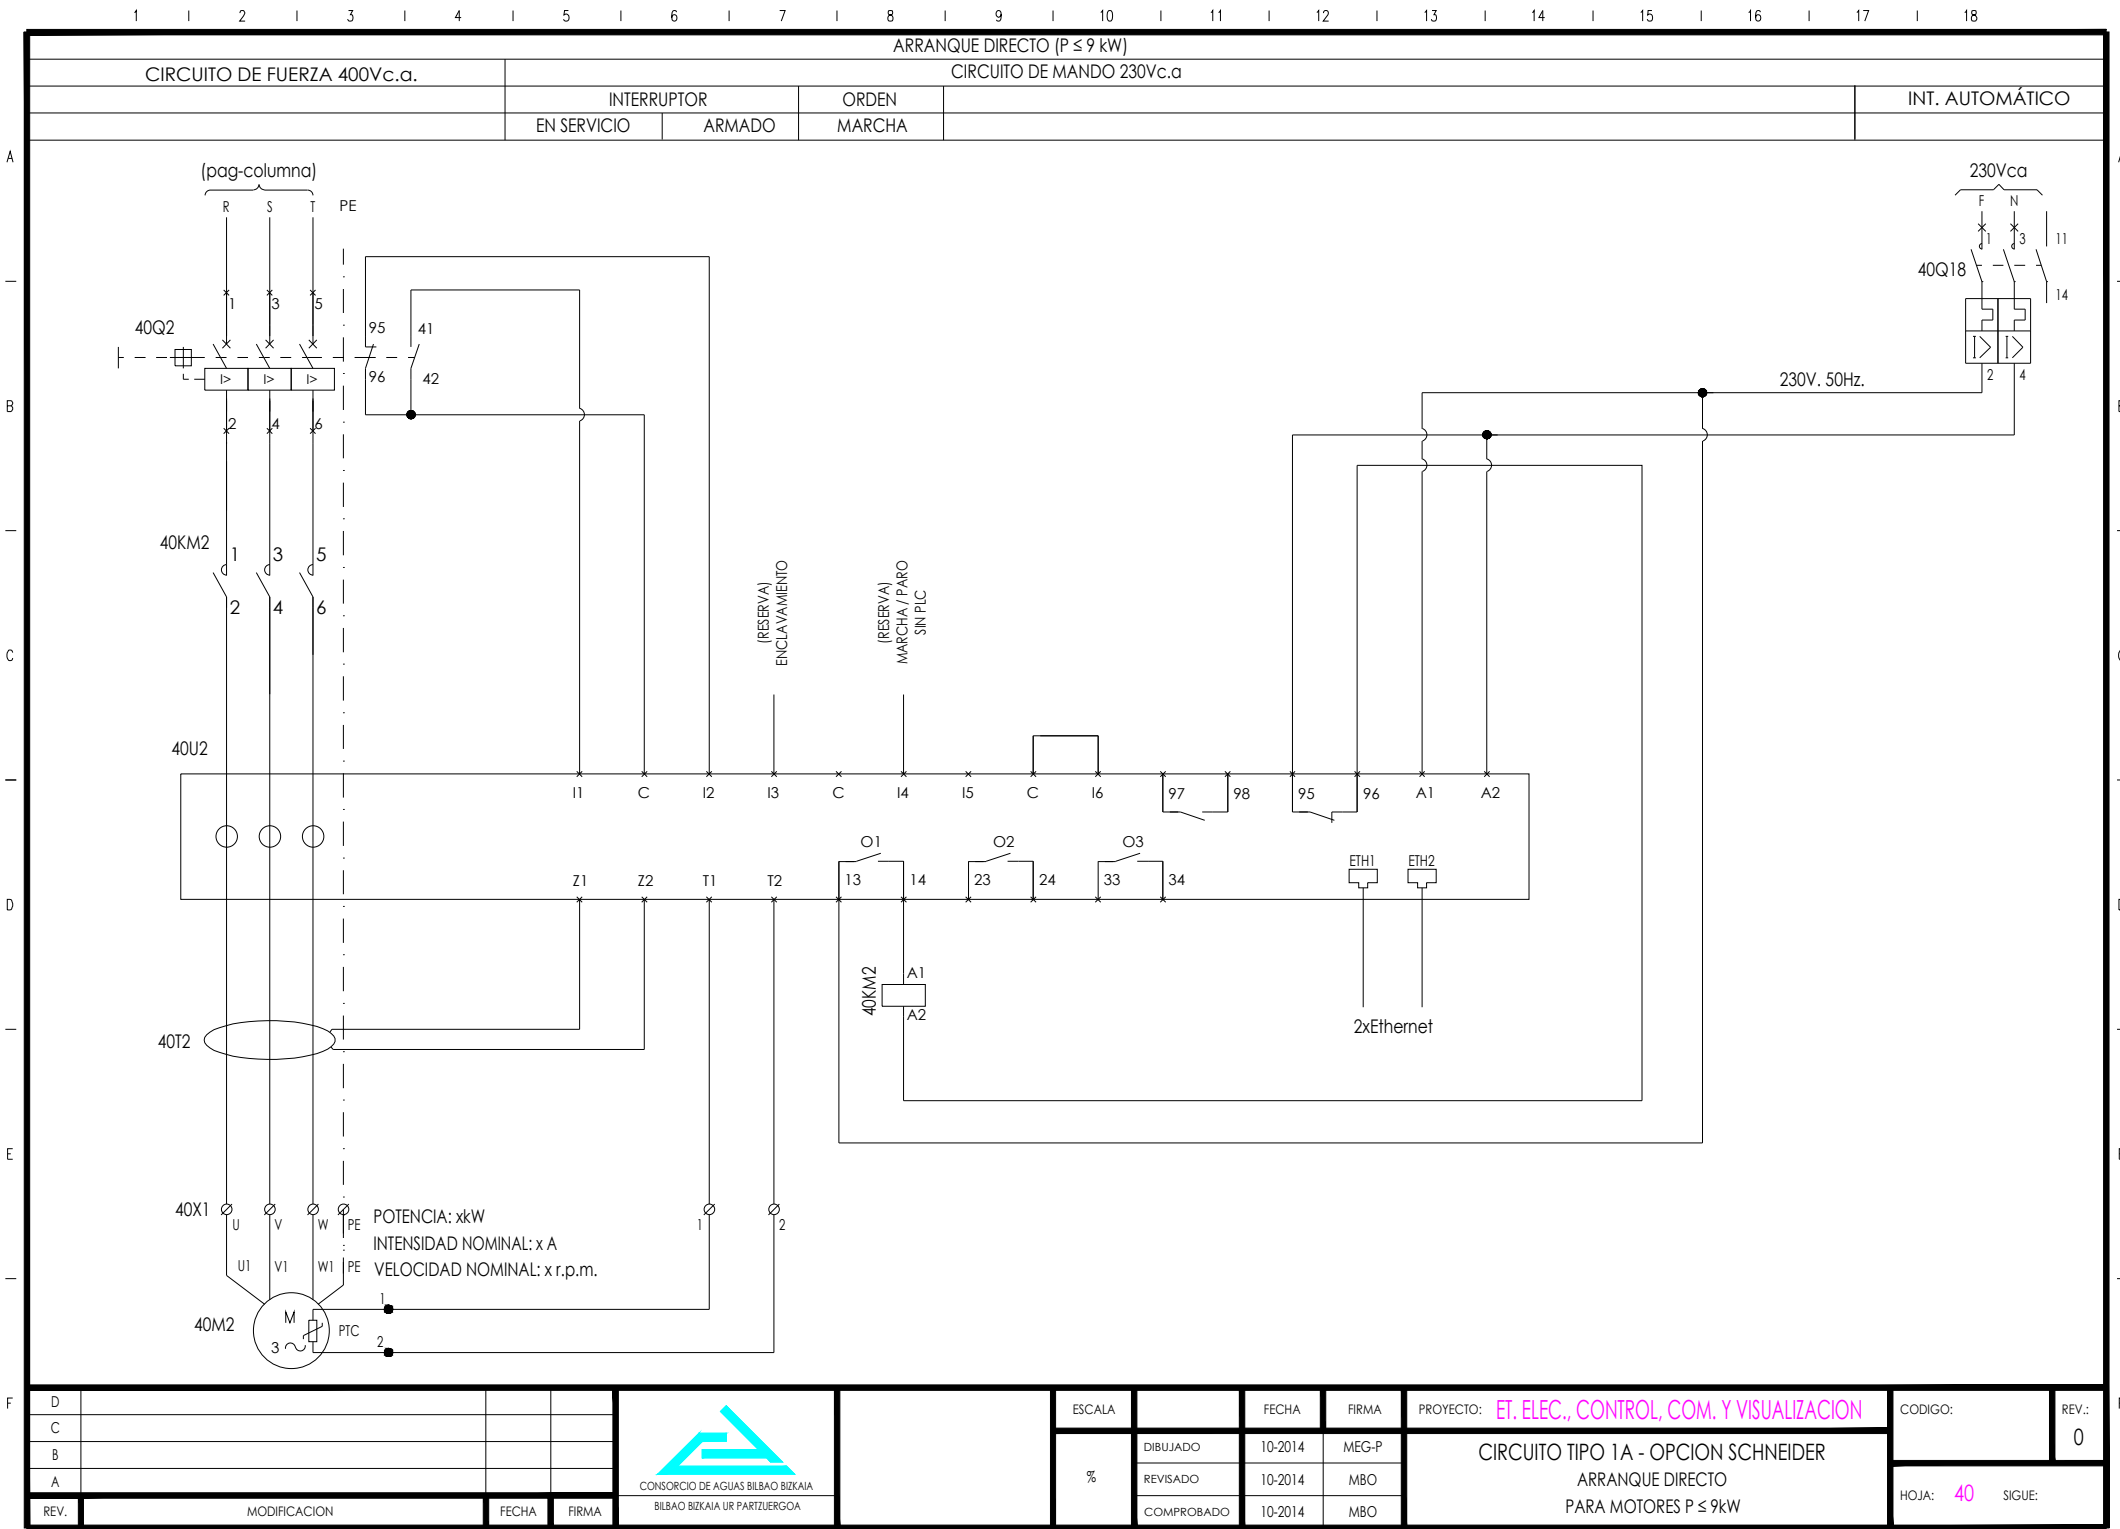 1 2 3 4 5 6 7 8 9 10 11 12 13 14 15 16 17 18
ARRANQUE DIRECTO (P ≤ 9 kW)
CIRCUITO DE FUERZA 400Vc.a.
CIRCUITO DE MANDO 230Vc.a
INTERRUPTOR
ORDEN
INT. AUTOMÁTICO
EN SERVICIO
ARMADO
MARCHA
A
(pag-columna)
R S T PE
230Vca
F N
1 3 11
40Q18
14
2 4
1 3 5
40Q2
95 41
96 42
I> I> I>
I> I>
230V. 50Hz.
B
2 4 6
40KM2
1 3 5
2 4 6
(RESERVA)
ENCLAVAMIENTO
(RESERVA)
MARCHA / PARO
SIN PLC
C
40U2
I1 C I2 I3 C I4 I5 C I6 97 98 95 96 A1 A2
O1 O2 O3
ETH1 ETH2
Z1 Z2 T1 T2 13 14 23 24 33 34
D
40KM2
A1
A2
2xEthernet
40T2
E
40X1
U V W PE
1 2
POTENCIA: xkW
INTENSIDAD NOMINAL: x A
VELOCIDAD NOMINAL: x r.p.m.
U1 V1 W1 PE
40M2
M
3
PTC
1
2
F
D
C
B
A
REV. MODIFICACION FECHA FIRMA
CONSORCIO DE AGUAS BILBAO BIZKAIA
BILBAO BIZKAIA UR PARTZUERGOA
ESCALA
%
FECHA FIRMA
DIBUJADO 10-2014 MEG-P
REVISADO 10-2014 MBO
COMPROBADO 10-2014 MBO
PROYECTO: ET. ELEC., CONTROL, COM. Y VISUALIZACION
CIRCUITO TIPO 1A - OPCION SCHNEIDER
ARRANQUE DIRECTO
PARA MOTORES P ≤ 9kW
CODIGO:
REV.:
0
HOJA: 40 SIGUE: